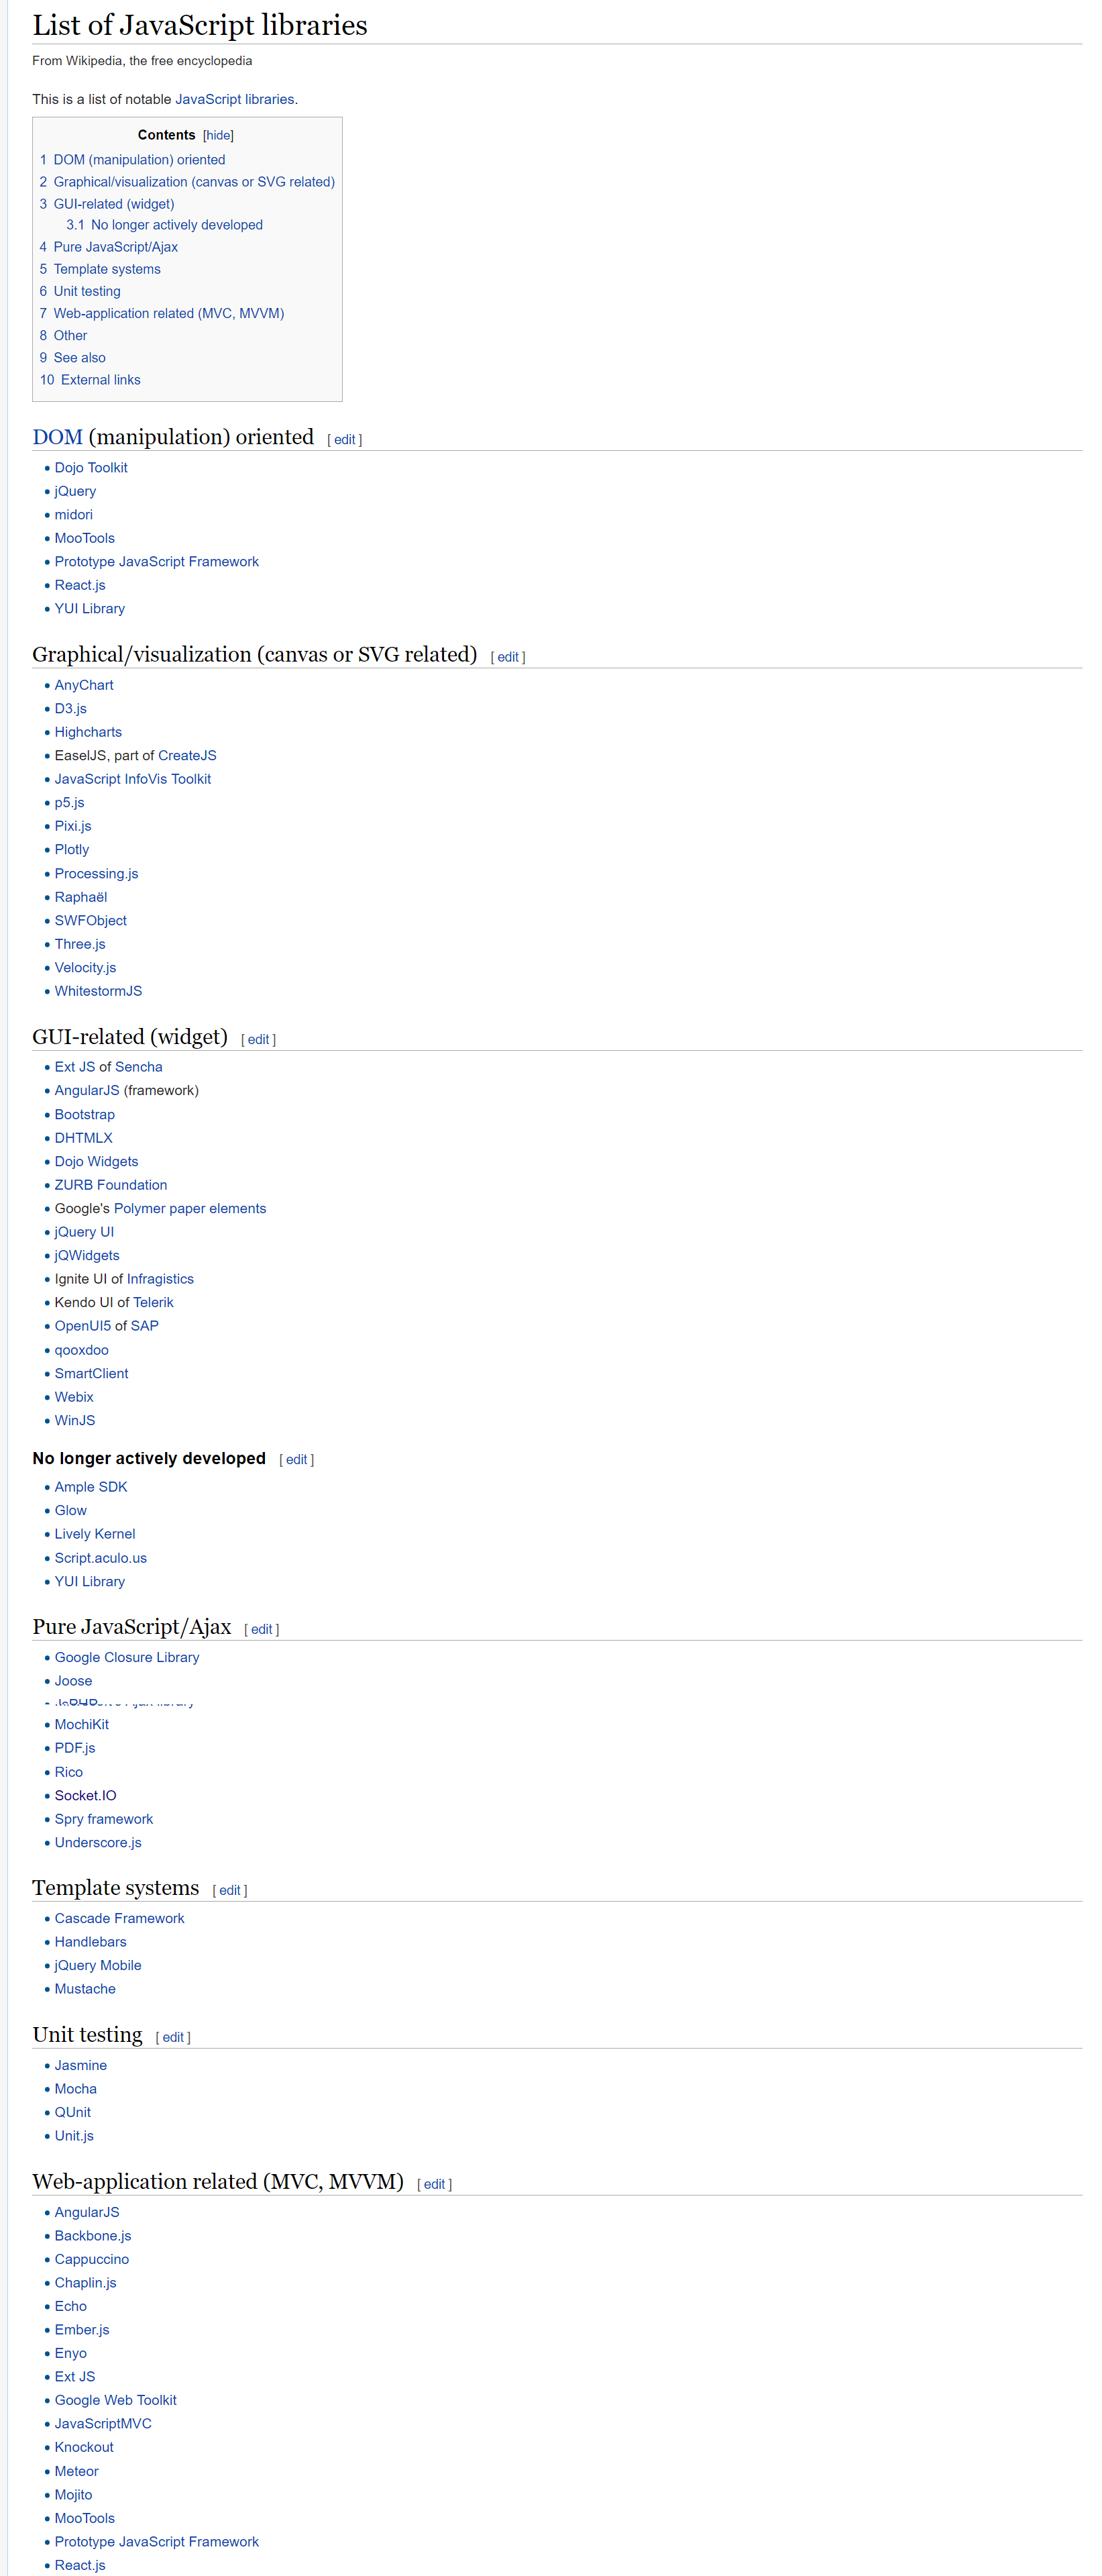 List of JavaScript libraries
From Wikipedia, the free encyclopedia
This is a list of notable JavaScript libraries.
Contents [hide]
1 DOM (manipulation) oriented
2 Graphical/visualization (canvas or SVG related)
3 GUI-related (widget)
3.1 No longer actively developed
4 Pure JavaScript/Ajax
5 Template systems
6 Unit testing
7 Web-application related (MVC, MVVM)
8 Other
9 See also
10 External links
DOM (manipulation) oriented [ edit ]
• Dojo Toolkit
• jQuery
• midori
• MooTools
• Prototype JavaScript Framework
• React.js
• YUI Library
Graphical/visualization (canvas or SVG related) [ edit ]
• AnyChart
• D3.js
• Highcharts
• EaselJS, part of CreateJS
• JavaScript InfoVis Toolkit
• p5.js
• Pixi.js
• Plotly
• Processing.js
• Raphaël
• SWFObject
• Three.js
• Velocity.js
• WhitestormJS
GUI-related (widget) [ edit ]
• Ext JS of Sencha
• AngularJS (framework)
• Bootstrap
• DHTMLX
• Dojo Widgets
• ZURB Foundation
• Google's Polymer paper elements
• jQuery UI
• jQWidgets
• Ignite UI of Infragistics
• Kendo UI of Telerik
• OpenUI5 of SAP
• qooxdoo
• SmartClient
• Webix
• WinJS
No longer actively developed [ edit ]
• Ample SDK
• Glow
• Lively Kernel
• Script.aculo.us
• YUI Library
Pure JavaScript/Ajax [ edit ]
• Google Closure Library
• Joose
• MochiKit
• PDF.js
• Rico
• Socket.IO
• Spry framework
• Underscore.js
Template systems [ edit ]
• Cascade Framework
• Handlebars
• jQuery Mobile
• Mustache
Unit testing [ edit ]
• Jasmine
• Mocha
• QUnit
• Unit.js
Web-application related (MVC, MVVM) [ edit ]
• AngularJS
• Backbone.js
• Cappuccino
• Chaplin.js
• Echo
• Ember.js
• Enyo
• Ext JS
• Google Web Toolkit
• JavaScriptMVC
• Knockout
• Meteor
• Mojito
• MooTools
• Prototype JavaScript Framework
• React.js